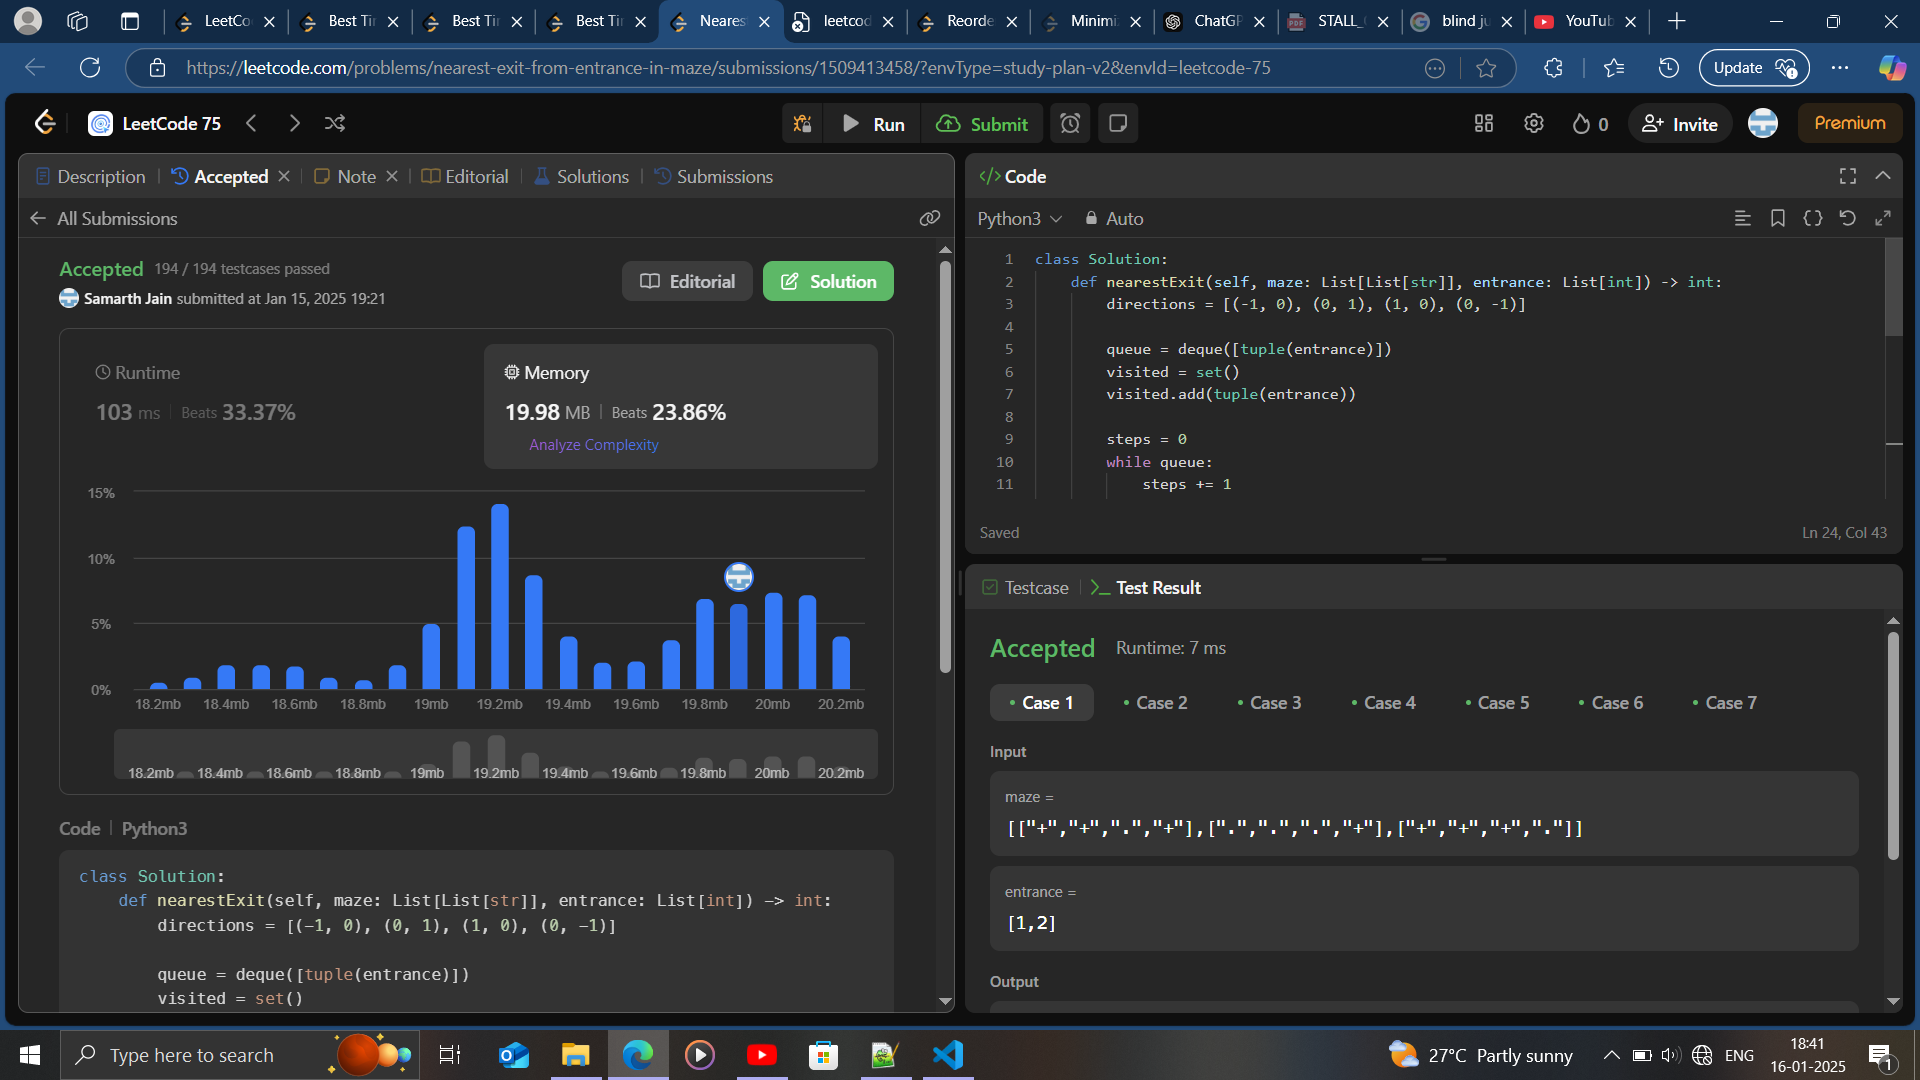 LeetCo
Best Tir
Best Tir
Best Tir
Neares
leetcod
Reorde
Minimi
ChatGP
STALL_
blind ju
YouTub
https://leetcode.com/problems/nearest-exit-from-entrance-in-maze/submissions/1509413458/?envType=study-plan-v2&envId=leetcode-75
Update
LeetCode 75
Run
Submit
0
Invite
Premium
Description
Accepted
Note
Editorial
Solutions
Submissions
All Submissions
Accepted 194 / 194 testcases passed
Samarth Jain submitted at Jan 15, 2025 19:21
Editorial
Solution
Runtime
103 ms | Beats 33.37%
Memory
19.98 MB | Beats 23.86%
Analyze Complexity
15%
10%
5%
0%
18.2mb 18.4mb 18.6mb 18.8mb 19mb 19.2mb 19.4mb 19.6mb 19.8mb 20mb 20.2mb
18.2mb 18.4mb 18.6mb 18.8mb 19mb 19.2mb 19.4mb 19.6mb 19.8mb 20mb 20.2mb
Code | Python3
class Solution:
def nearestExit(self, maze: List[List[str]], entrance: List[int]) -> int:
directions = [(-1, 0), (0, 1), (1, 0), (0, -1)]
queue = deque([tuple(entrance)])
visited = set()
</> Code
Python3
Auto
1 class Solution:
2 def nearestExit(self, maze: List[List[str]], entrance: List[int]) -> int:
3 directions = [(-1, 0), (0, 1), (1, 0), (0, -1)]
4
5 queue = deque([tuple(entrance)])
6 visited = set()
7 visited.add(tuple(entrance))
8
9 steps = 0
10 while queue:
11 steps += 1
Saved
Ln 24, Col 43
Testcase
Test Result
Accepted Runtime: 7 ms
Case 1 Case 2 Case 3 Case 4 Case 5 Case 6 Case 7
Input
maze =
[["+","+",".","+"],[".",".",".","+"],["+","+","+","."]]
entrance =
[1,2]
Output
Type here to search
27°C Partly sunny
ENG
18:41
16-01-2025
1